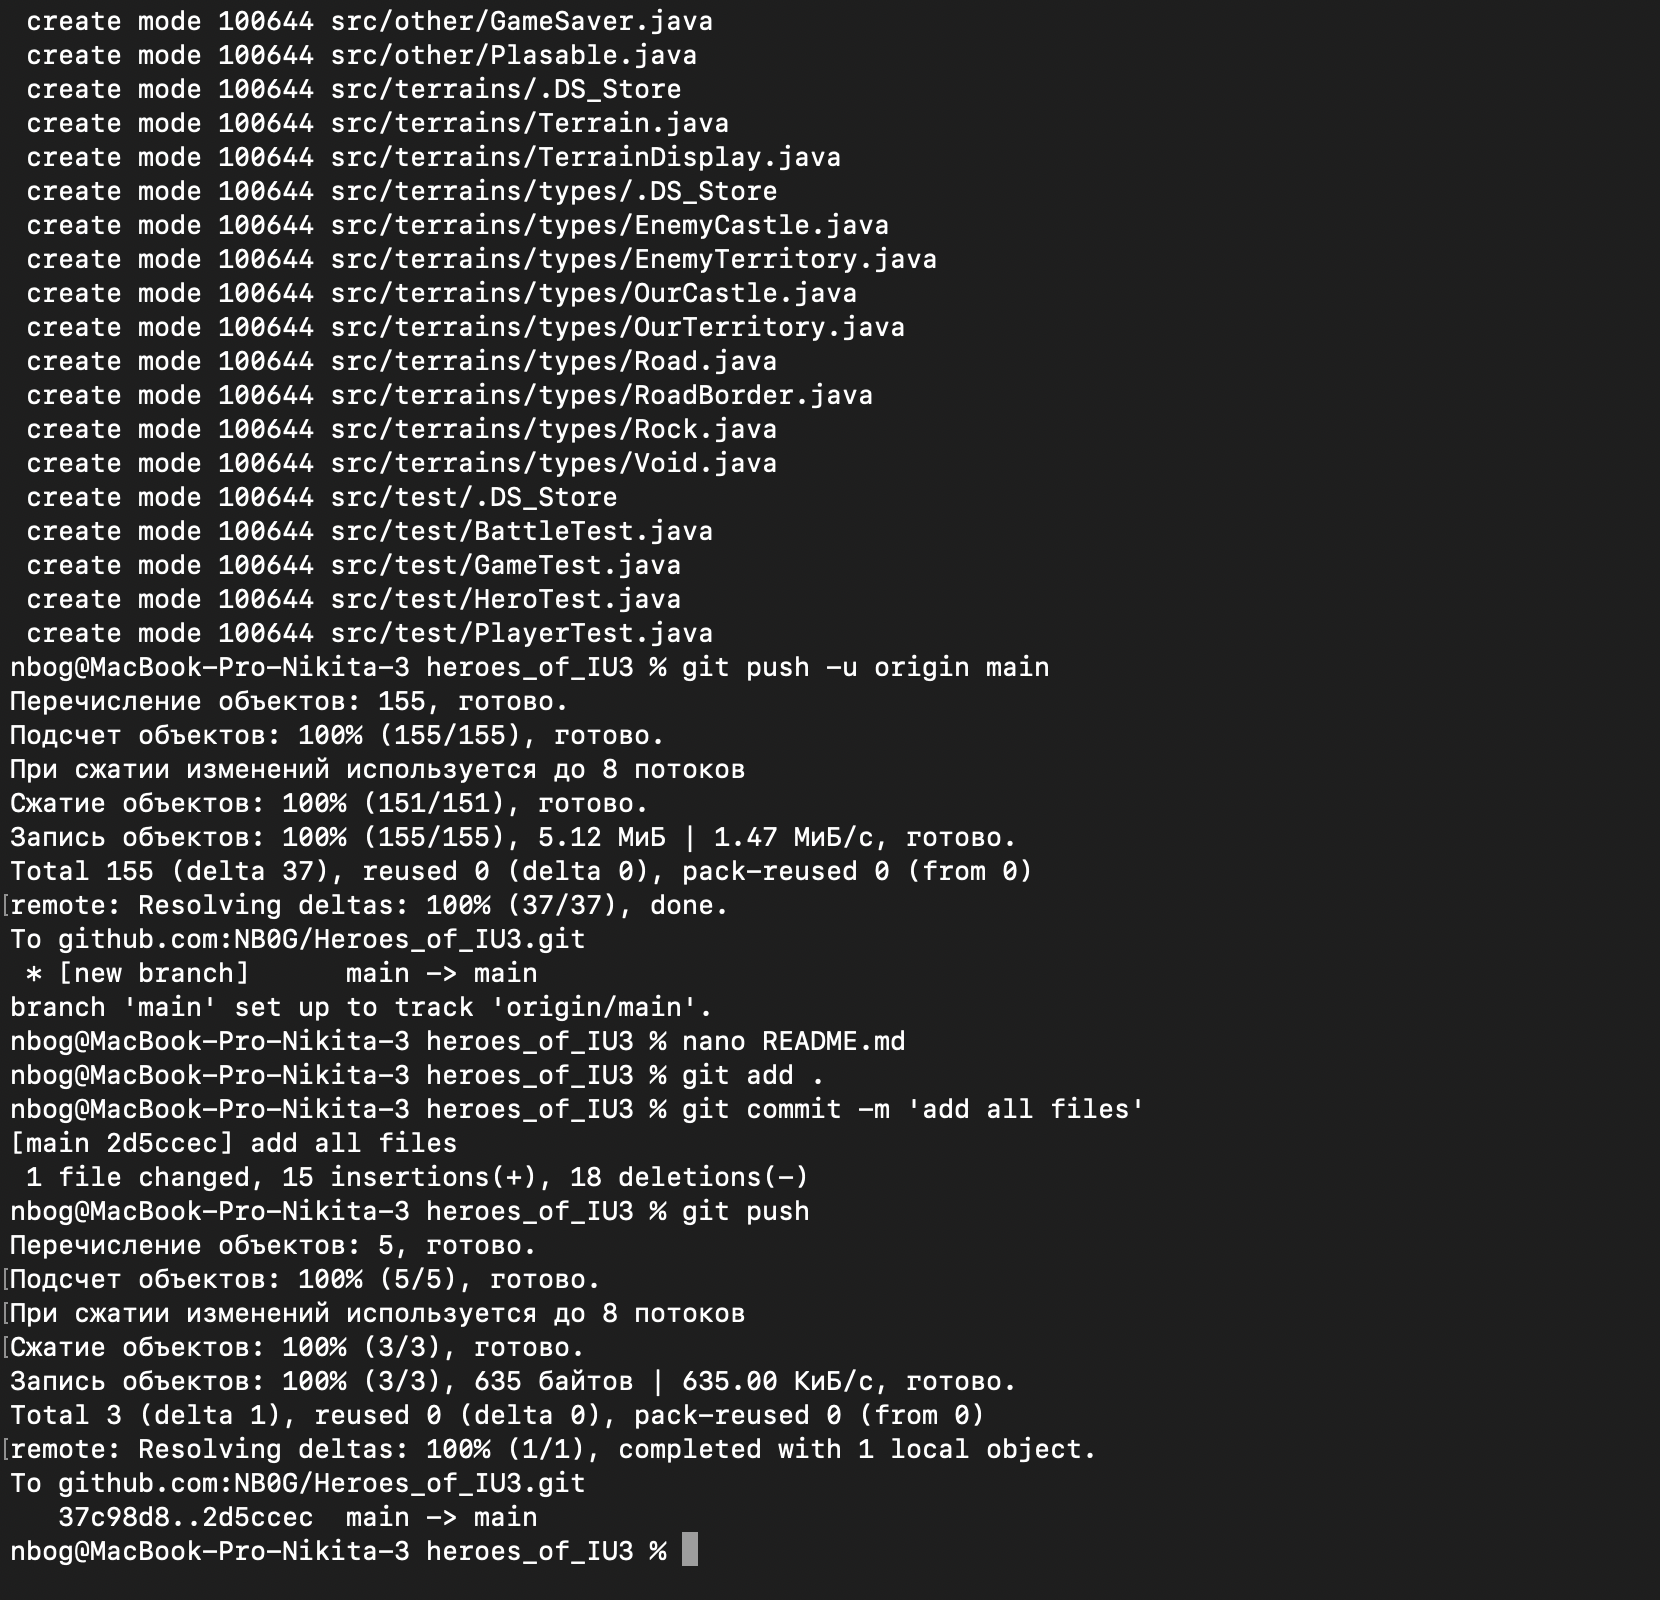 create mode 100644 src/other/GameSaver.java
create mode 100644 src/other/Plasable.java
create mode 100644 src/terrains/.DS_Store
create mode 100644 src/terrains/Terrain.java
create mode 100644 src/terrains/TerrainDisplay.java
create mode 100644 src/terrains/types/.DS_Store
create mode 100644 src/terrains/types/EnemyCastle.java
create mode 100644 src/terrains/types/EnemyTerritory.java
create mode 100644 src/terrains/types/OurCastle.java
create mode 100644 src/terrains/types/OurTerritory.java
create mode 100644 src/terrains/types/Road.java
create mode 100644 src/terrains/types/RoadBorder.java
create mode 100644 src/terrains/types/Rock.java
create mode 100644 src/terrains/types/Void.java
create mode 100644 src/test/.DS_Store
create mode 100644 src/test/BattleTest.java
create mode 100644 src/test/GameTest.java
create mode 100644 src/test/HeroTest.java
create mode 100644 src/test/PlayerTest.java
nbog@MacBook-Pro-Nikita-3 heroes_of_IU3 % git push -u origin main
Перечисление объектов: 155, готово.
Подсчет объектов: 100% (155/155), готово.
При сжатии изменений используется до 8 потоков
Сжатие объектов: 100% (151/151), готово.
Запись объектов: 100% (155/155), 5.12 МиБ | 1.47 МиБ/с, готово.
Total 155 (delta 37), reused 0 (delta 0), pack-reused 0 (from 0)
remote: Resolving deltas: 100% (37/37), done.
To github.com:NB0G/Heroes_of_IU3.git
 * [new branch]      main -> main
branch 'main' set up to track 'origin/main'.
nbog@MacBook-Pro-Nikita-3 heroes_of_IU3 % nano README.md
nbog@MacBook-Pro-Nikita-3 heroes_of_IU3 % git add .
nbog@MacBook-Pro-Nikita-3 heroes_of_IU3 % git commit -m 'add all files'
[main 2d5ccec] add all files
 1 file changed, 15 insertions(+), 18 deletions(-)
nbog@MacBook-Pro-Nikita-3 heroes_of_IU3 % git push
Перечисление объектов: 5, готово.
Подсчет объектов: 100% (5/5), готово.
При сжатии изменений используется до 8 потоков
Сжатие объектов: 100% (3/3), готово.
Запись объектов: 100% (3/3), 635 байтов | 635.00 КиБ/с, готово.
Total 3 (delta 1), reused 0 (delta 0), pack-reused 0 (from 0)
remote: Resolving deltas: 100% (1/1), completed with 1 local object.
To github.com:NB0G/Heroes_of_IU3.git
   37c98d8..2d5ccec  main -> main
nbog@MacBook-Pro-Nikita-3 heroes_of_IU3 %